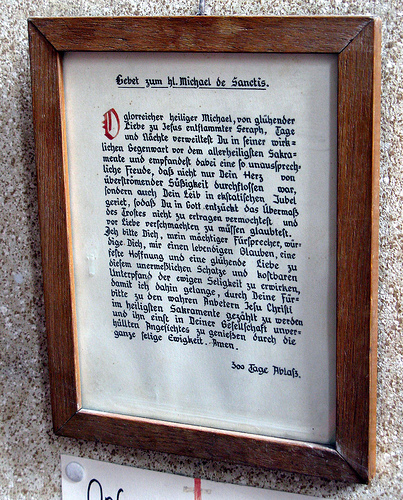 Gebet zum hl. Michael de Sanctis.
O glorreicher heiliger Michael, von glühender
Liebe zu Jesus entflammter Seraph, Tage
und Nächte verweiltest Du in seiner wirk=
lichen Gegenwart vor dem allerheiligsten Sakra=
mente und empfandest dabei eine so unaussprech=
liche Freude, daß nicht nur Dein Herz von
überströmender Süßigkeit durchflossen war,
sondern auch Dein Leib in ekstatischen Jubel
geriet, sodaß Du in Gott entzückt das Übermaß
des Trostes nicht zu ertragen vermochtest und
vor Liebe verschmachten zu müssen glaubtest.
Ich bitte Dich, mein mächtiger Fürsprecher, wür=
dige Dich, mir einen lebendigen Glauben, eine
feste Hoffnung und eine glühende Liebe zu
diesem unermeßlichen Schatze und kostbaren
Unterpfand der ewigen Seligkeit zu erwirken,
damit ich dahin gelange, durch Deine Für=
bitte zu den wahren Anbetern Jesu Christi
im heiligsten Sakramente gezählt zu werden
und ihn einst in Deiner Gesellschaft unver=
hüllten Angesichtes zu genießen durch die
ganze selige Ewigkeit. Amen.
300 Tage Ablaß.